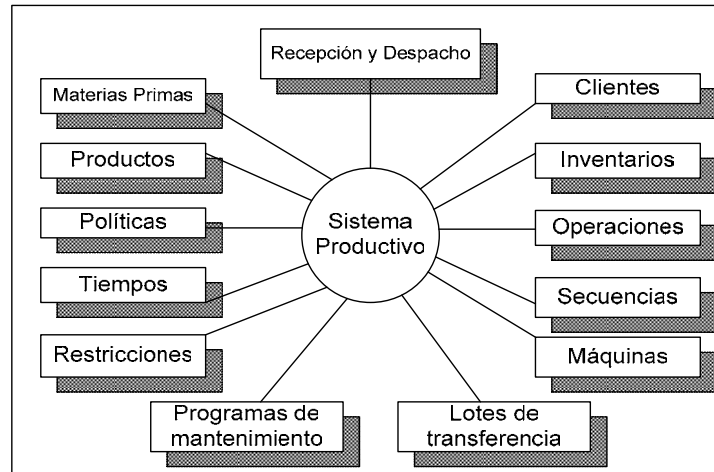 Recepción y Despacho
Materias Primas
Clientes
Productos
Inventarios
Políticas
Sistema
Productivo
Operaciones
Tiempos
Secuencias
Restricciones
Máquinas
Programas de
mantenimiento
Lotes de
transferencia